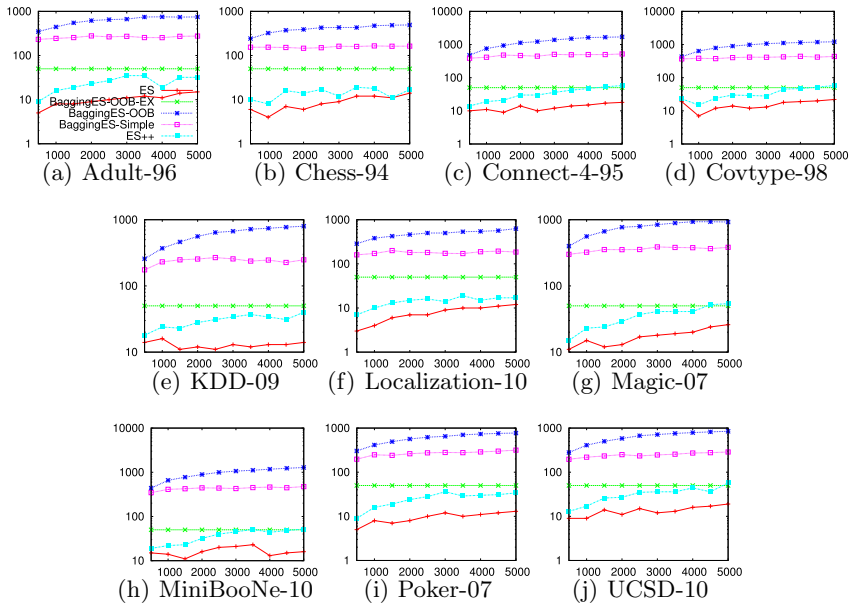 1000
100
10
1
ES
BaggingES-OOB-EX
BaggingES-OOB
BaggingES-Simple
ES++
1000 2000 3000 4000 5000
(a) Adult-96
1000
100
10
1
1000 2000 3000 4000 5000
(b) Chess-94
10000
1000
100
10
1
1000 2000 3000 4000 5000
(c) Connect-4-95
10000
1000
100
10
1
1000 2000 3000 4000 5000
(d) Covtype-98
1000
100
10
1000 2000 3000 4000 5000
(e) KDD-09
1000
100
10
1
1000 2000 3000 4000 5000
(f) Localization-10
1000
100
10
1000 2000 3000 4000 5000
(g) Magic-07
10000
1000
100
10
1000 2000 3000 4000 5000
(h) MiniBooNe-10
1000
100
10
1
1000 2000 3000 4000 5000
(i) Poker-07
1000
100
10
1
1000 2000 3000 4000 5000
(j) UCSD-10